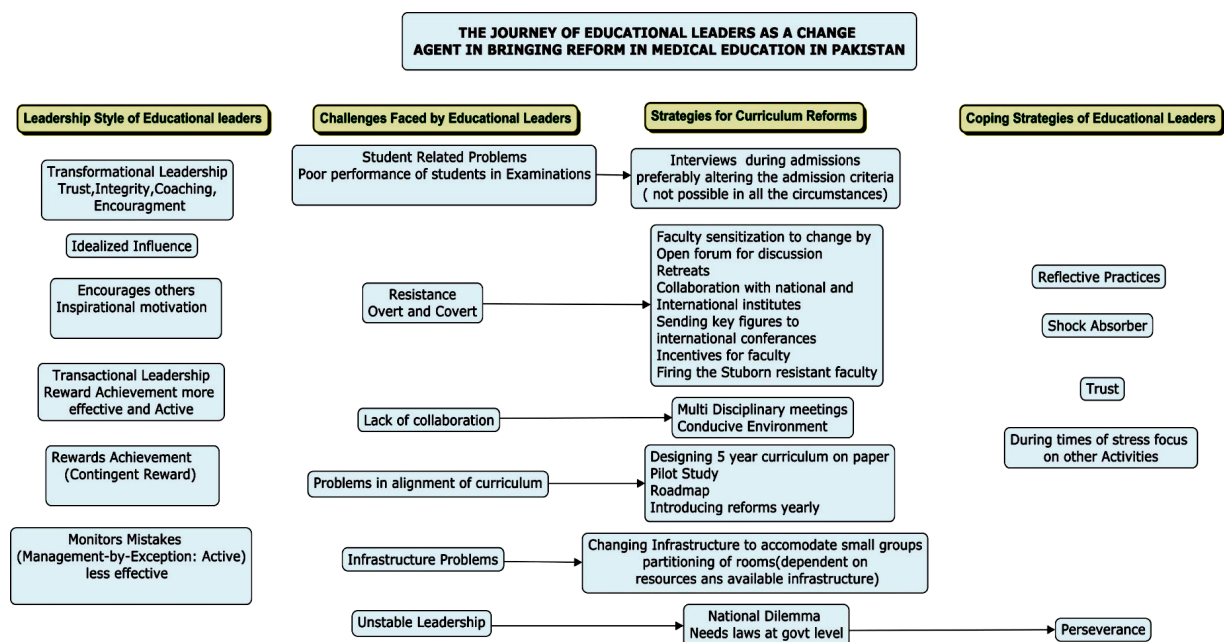 THE JOURNEY OF EDUCATIONAL LEADERS AS A CHANGE
AGENT IN BRINGING REFORM IN MEDICAL EDUCATION IN PAKISTAN
Leadership Style of Educational leaders
Transformational Leadership
Trust,Integrity,Coaching,
Encouragment
Idealized Influence
Encourages others
Inspirational motivation
Transactional Leadership
Reward Achievement more
effective and Active
Rewards Achievement
(Contingent Reward)
Monitors Mistakes
(Management-by-Exception: Active)
less effective
Challenges Faced by Educational Leaders
Student Related Problems
Poor performance of students in Examinations
Resistance
Overt and Covert
Lack of collaboration
Problems in alignment of curriculum
Infrastructure Problems
Unstable Leadership
Strategies for Curriculum Reforms
Interviews during admissions
preferably altering the admission criteria
( not possible in all the circumstances)
Faculty sensitization to change by
Open forum for discussion
Retreats
Collaboration with national and
International institutes
Sending key figures to
international conferances
Incentives for faculty
Firing the Stuborn resistant faculty
Multi Disciplinary meetings
Conducive Environment
Designing 5 year curriculum on paper
Pilot Study
Roadmap
Introducing reforms yearly
Changing Infrastructure to accomodate small groups
partitioning of rooms(dependent on
resources ans available infrastructure)
National Dilemma
Needs laws at govt level
Coping Strategies of Educational Leaders
Reflective Practices
Shock Absorber
Trust
During times of stress focus
on other Activities
Perseverance